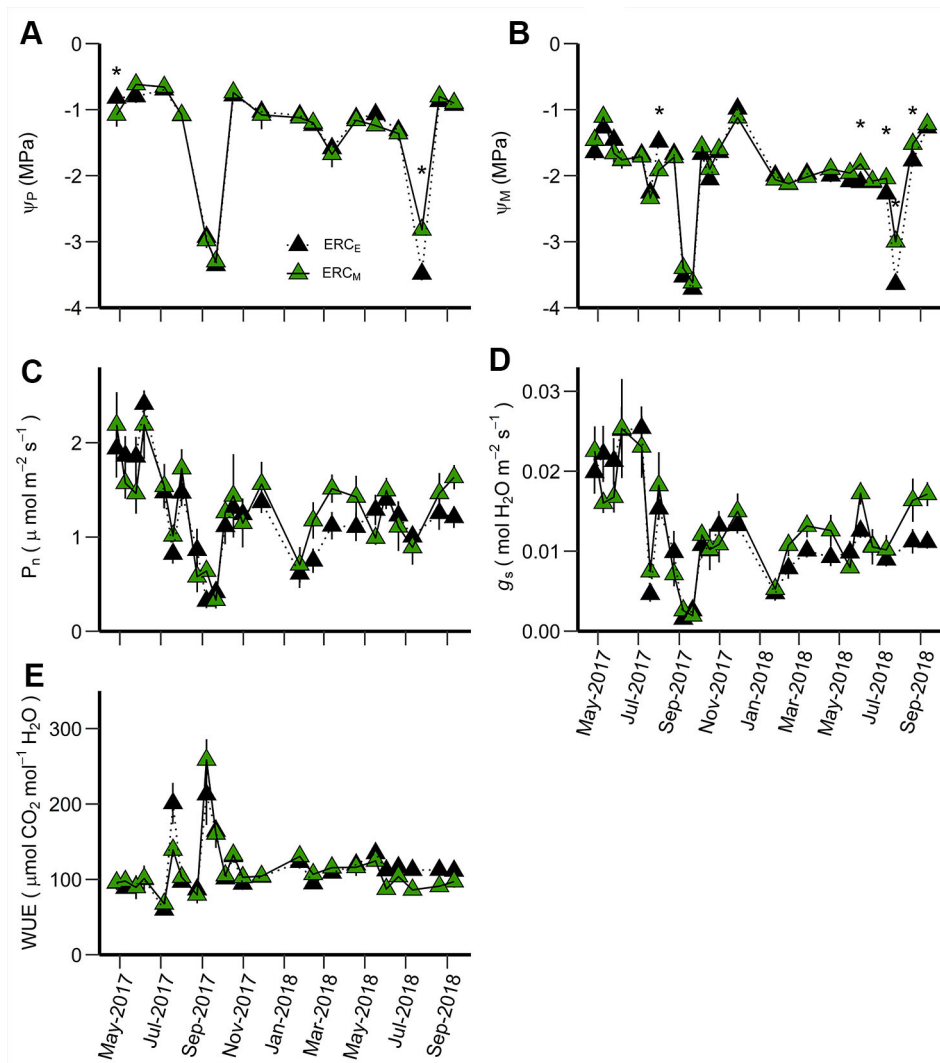 A
B
0
-1
-2
-3
-4
ψP (MPa)
*
*
ERCE
ERCM
0
-1
-2
-3
-4
ψM (MPa)
*
*
*
*
*
C
D
2
1
0
Pn ( μ mol m−2 s−1 )
0.03
0.02
0.01
0.00
gs ( mol H2O m−2 s−1 )
May-2017
Jul-2017
Sep-2017
Nov-2017
Jan-2018
Mar-2018
May-2018
Jul-2018
Sep-2018
E
300
200
100
0
WUE ( μmol CO2 mol−1 H2O )
May-2017
Jul-2017
Sep-2017
Nov-2017
Jan-2018
Mar-2018
May-2018
Jul-2018
Sep-2018